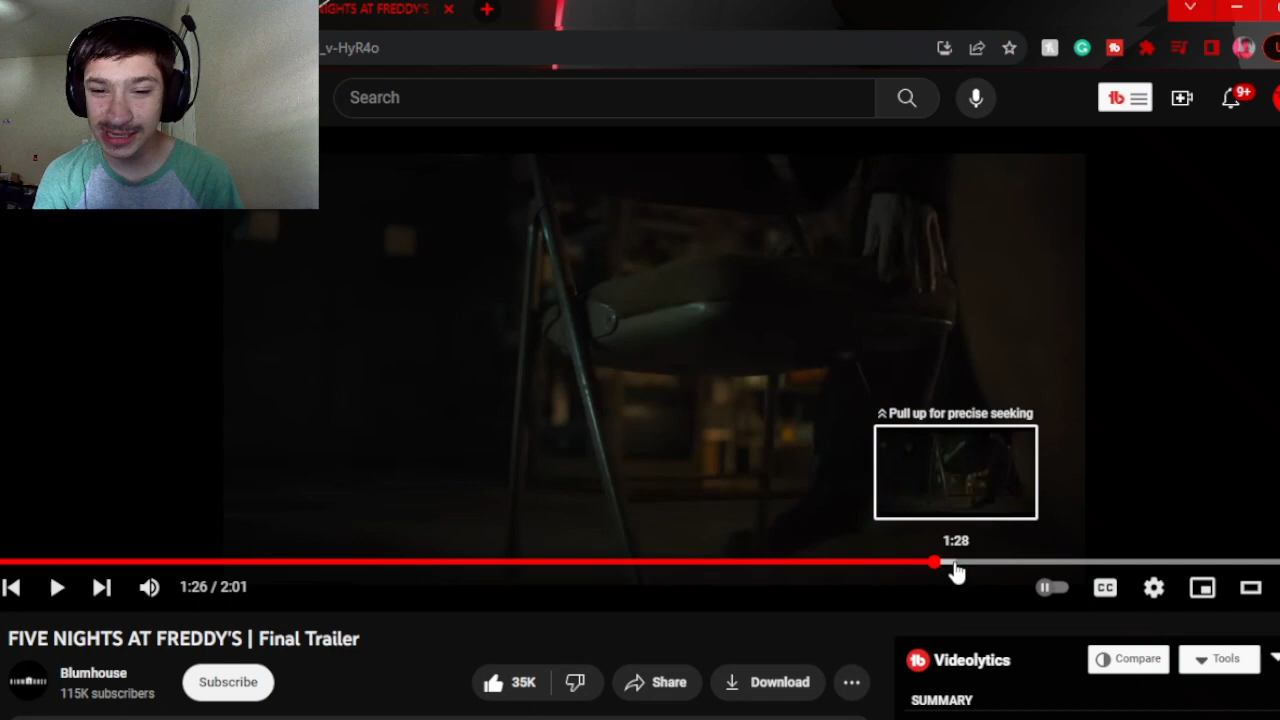 IGHTS AT FREDDY'S
_v-HyR4o
Search
9+
Pull up for precise seeking
1:28
1:26 / 2:01
CC
FIVE NIGHTS AT FREDDY'S | Final Trailer
Blumhouse
115K subscribers
Subscribe
35K
Share
Download
Videolytics
Compare
Tools
SUMMARY